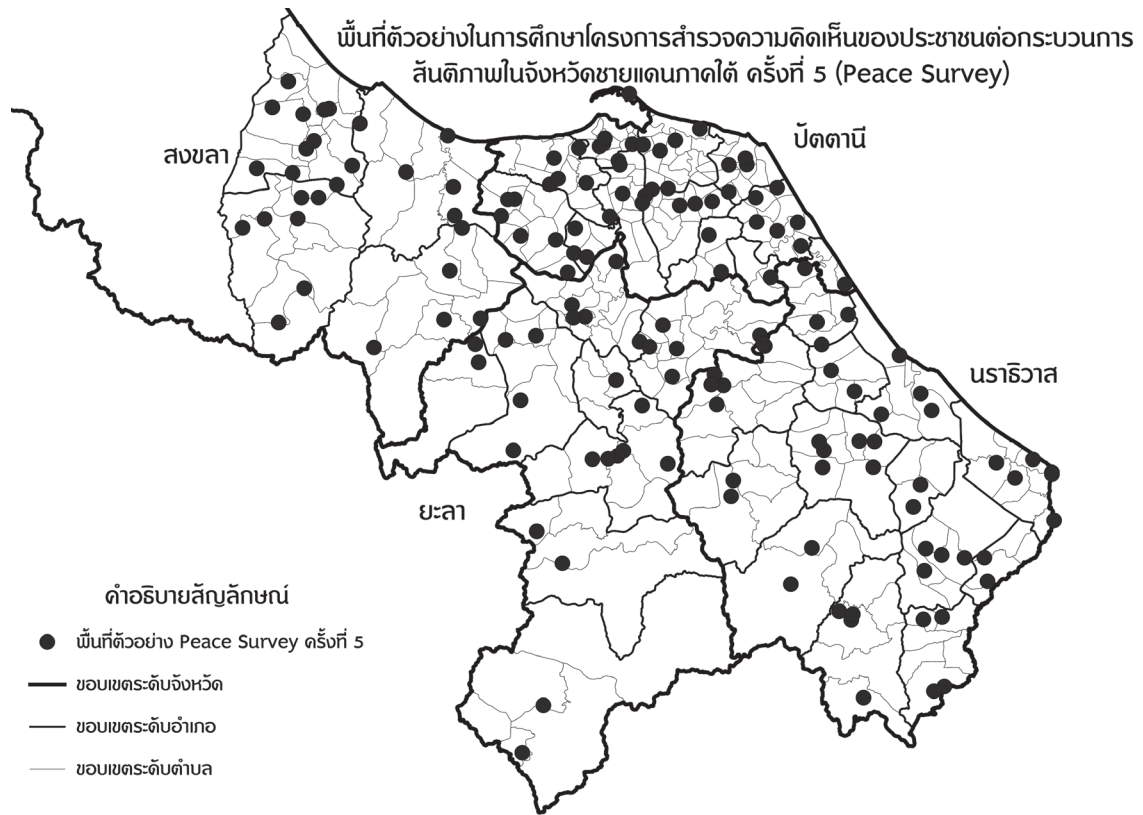 พื้นที่ตัวอย่างในการศึกษาโครงการสำรวจความคิดเห็นของประชาชนต่อกระบวนการ
สันติภาพในจังหวัดชายแดนภาคใต้ ครั้งที่ 5 (Peace Survey)
ปัตตานี
สงขลา
นราธิวาส
ยะลา
คำอธิบายสัญลักษณ์
พื้นที่ตัวอย่าง Peace Survey ครั้งที่ 5
ขอบเขตระดับจังหวัด
ขอบเขตระดับอำเภอ
ขอบเขตระดับตำบล